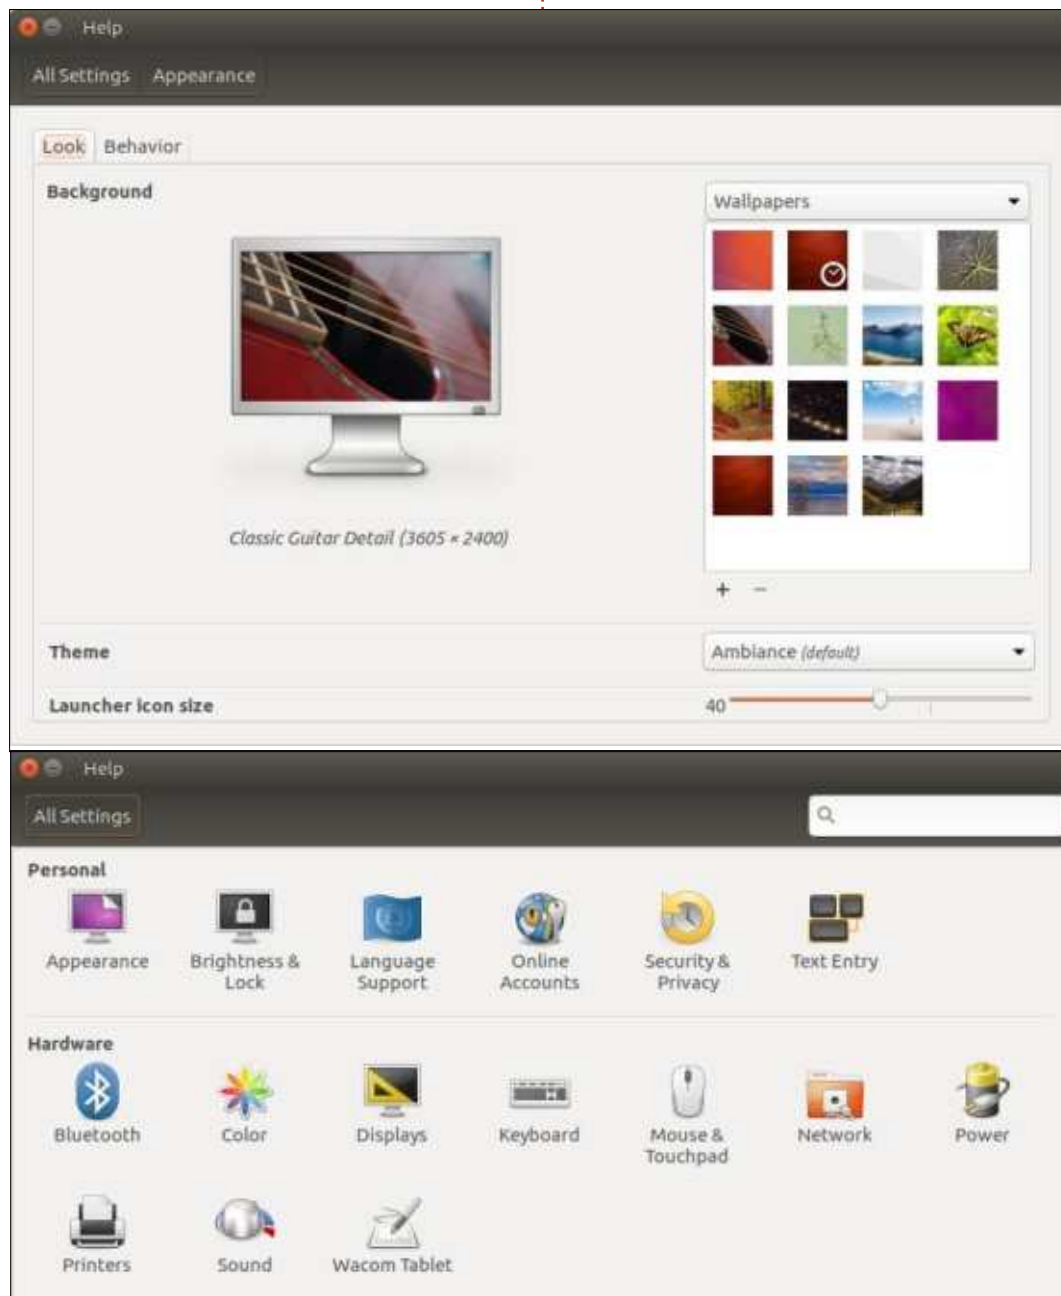 Help
All Settings Appearance
Look Behavior
Background
Wallpapers
Classic Guitar Detail (3605 × 2400)
+ −
Theme
Ambiance (default)
Launcher icon size
40
Help
All Settings
Personal
Appearance
Brightness & Lock
Language Support
Online Accounts
Security & Privacy
Text Entry
Hardware
Bluetooth
Color
Displays
Keyboard
Mouse & Touchpad
Network
Power
Printers
Sound
Wacom Tablet